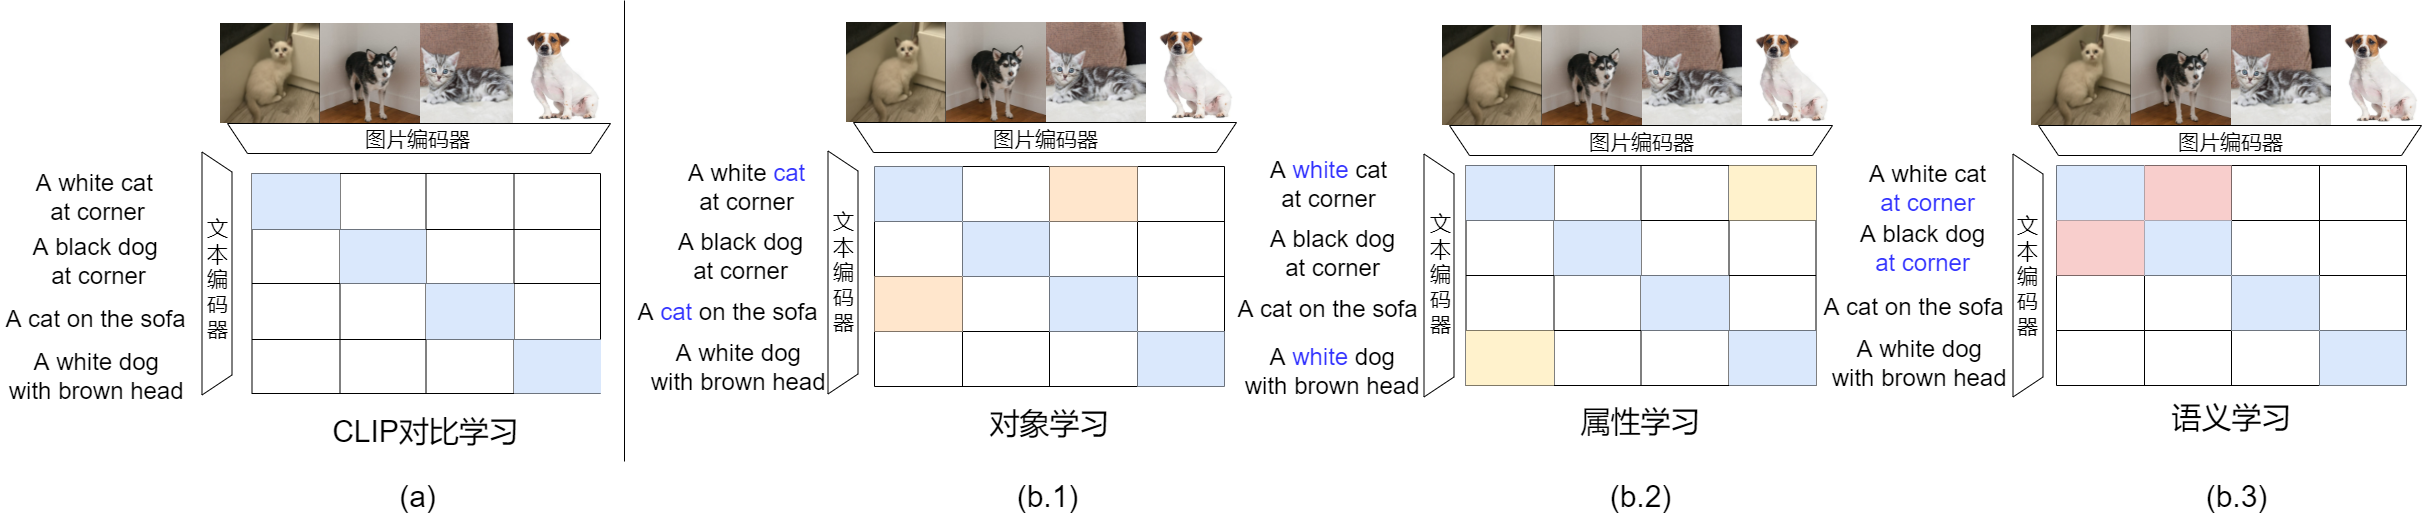 图片编码器
文本编码器
A white cat
at corner
A black dog
at corner
A cat on the sofa
A white dog
with brown head
CLIP对比学习
(a)
图片编码器
文本编码器
A white cat
at corner
A black dog
at corner
A cat on the sofa
A white dog
with brown head
对象学习
(b.1)
图片编码器
文本编码器
A white cat
at corner
A black dog
at corner
A cat on the sofa
A white dog
with brown head
属性学习
(b.2)
图片编码器
文本编码器
A white cat
at corner
A black dog
at corner
A cat on the sofa
A white dog
with brown head
语义学习
(b.3)